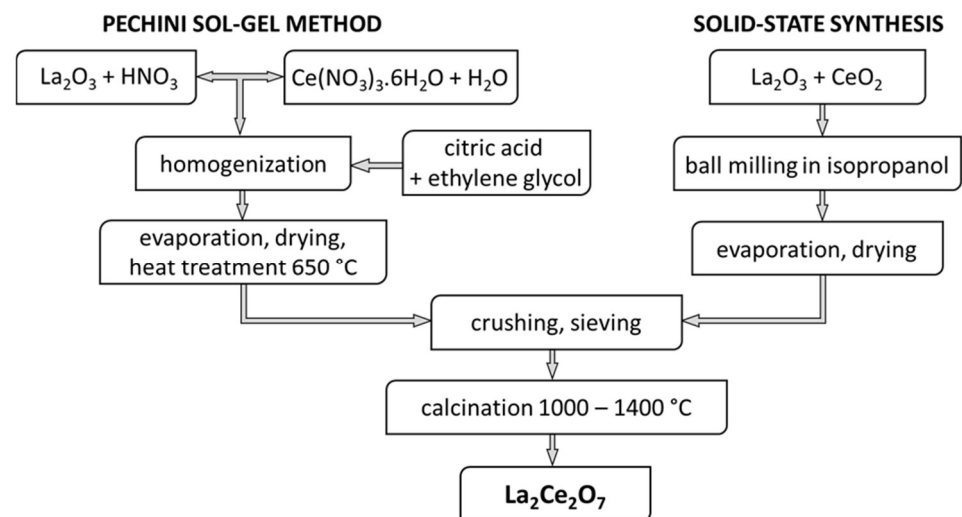 PECHINI SOL-GEL METHOD
SOLID-STATE SYNTHESIS
La₂O₃ + HNO₃
Ce(NO₃)₃.6H₂O + H₂O
La₂O₃ + CeO₂
homogenization
citric acid
+ ethylene glycol
ball milling in isopropanol
evaporation, drying,
heat treatment 650 °C
evaporation, drying
crushing, sieving
calcination 1000 – 1400 °C
La₂Ce₂O₇